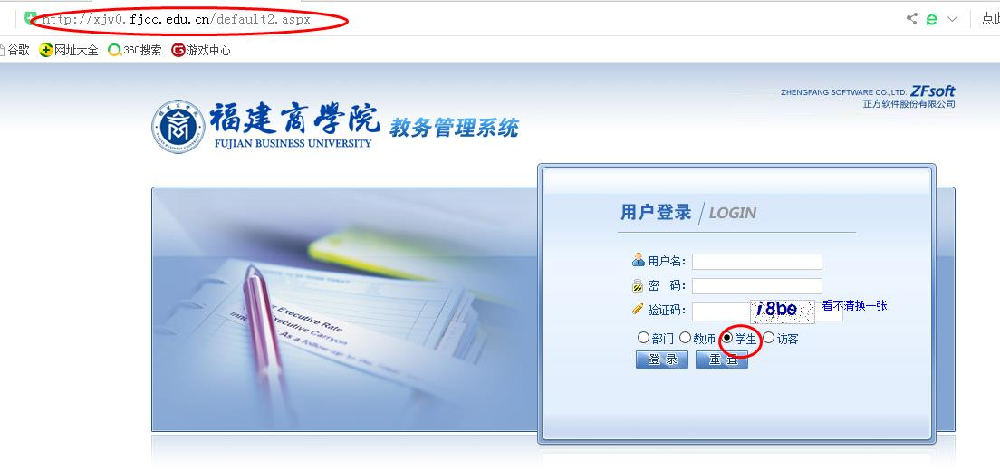 http://xjw0.fjcc.edu.cn/default2.aspx
点此
谷歌 网址大全 360搜索 游戏中心
ZHENGFANG SOFTWARE CO.,LTD. ZFsoft
正方软件股份有限公司
福建商學院 教务管理系统
FUJIAN BUSINESS UNIVERSITY
用户登录 / LOGIN
用户名:
密 码:
验证码: i8be 看不清换一张
部门 教师 学生 访客
登 录 重 置
Executive Rate
Executive Carryon
As a follow-up to the